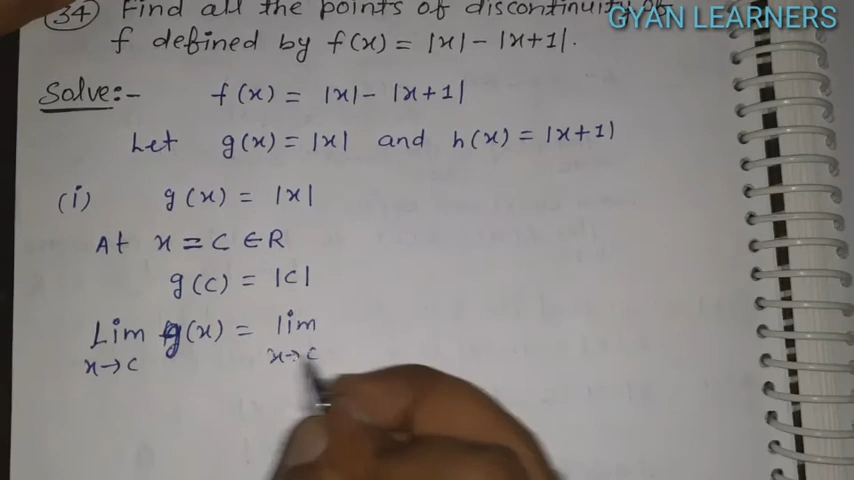 34) Find all the points of discontinuity of
GYAN LEARNERS
f defined by f(x) = |x| - |x+1|.
Solve:- f(x) = |x| - |x+1|
Let g(x) = |x| and h(x) = |x+1|
(i) g(x) = |x|
At x = C ∈ R
g(c) = |c|
Lim g(x) = lim
x→c x→c